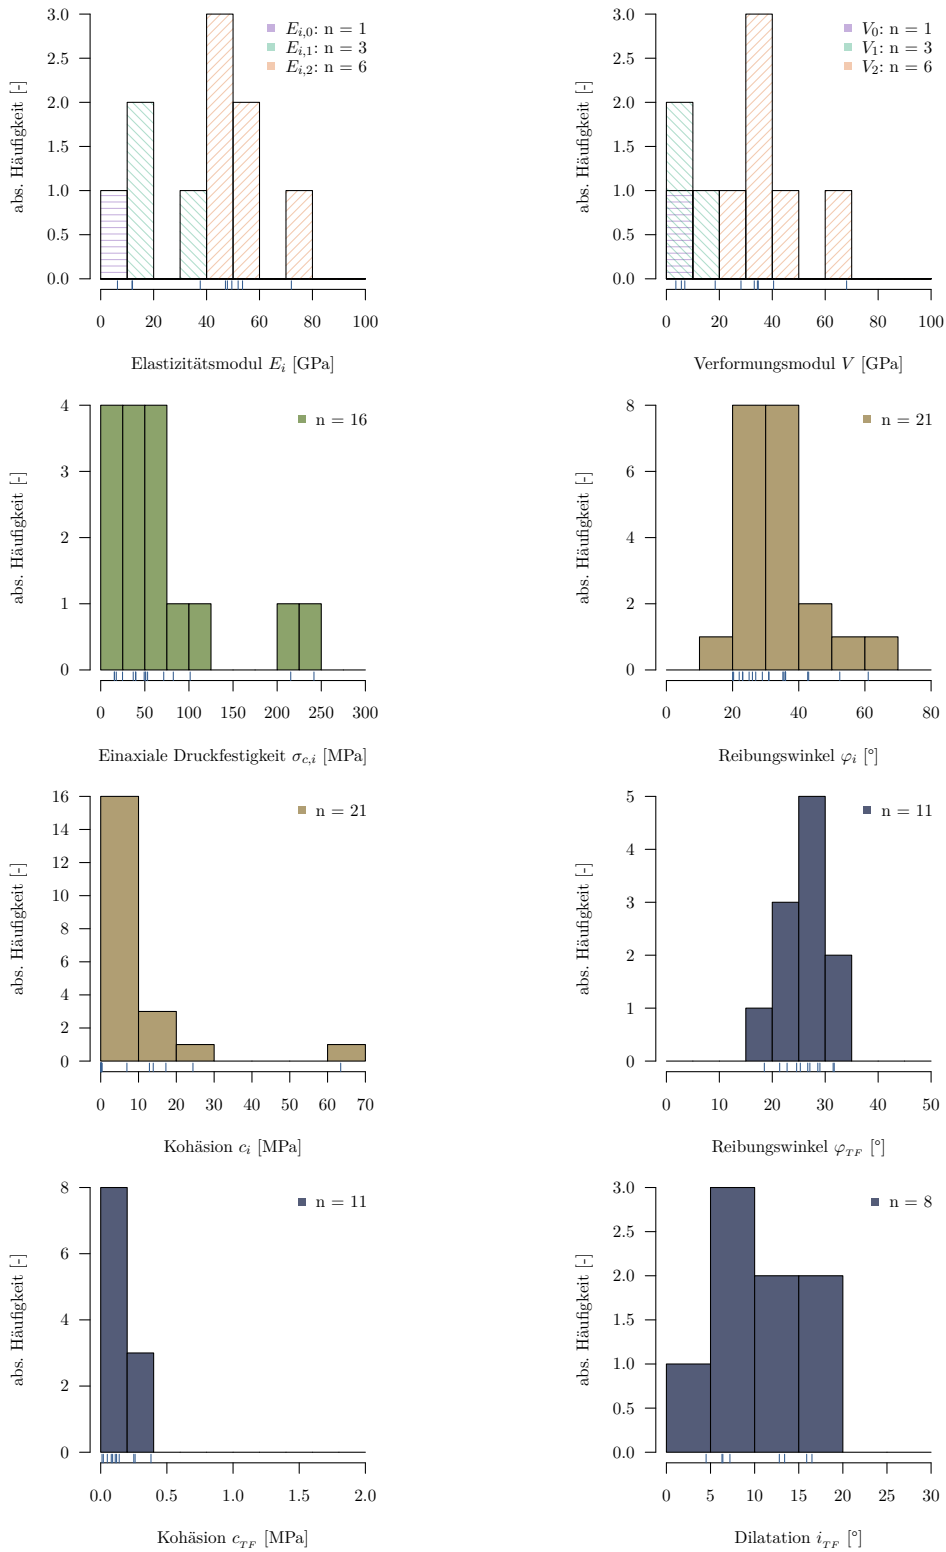 abs. Häufigkeit [-]
3.0
2.5
2.0
1.5
1.0
0.5
0.0
E_{i,0}: n = 1
E_{i,1}: n = 3
E_{i,2}: n = 6
0 20 40 60 80 100
Elastizitätsmodul E_i [GPa]
abs. Häufigkeit [-]
3.0
2.5
2.0
1.5
1.0
0.5
0.0
V_0: n = 1
V_1: n = 3
V_2: n = 6
0 20 40 60 80 100
Verformungsmodul V [GPa]
abs. Häufigkeit [-]
4
3
2
1
0
n = 16
0 50 100 150 200 250 300
Einaxiale Druckfestigkeit σ_{c,i} [MPa]
abs. Häufigkeit [-]
8
6
4
2
0
n = 21
0 20 40 60 80
Reibungswinkel φ_i [°]
abs. Häufigkeit [-]
16
14
12
10
8
6
4
2
0
n = 21
0 10 20 30 40 50 60 70
Kohäsion c_i [MPa]
abs. Häufigkeit [-]
5
4
3
2
1
0
n = 11
0 10 20 30 40 50
Reibungswinkel φ_{TF} [°]
abs. Häufigkeit [-]
8
6
4
2
0
n = 11
0.0 0.5 1.0 1.5 2.0
Kohäsion c_{TF} [MPa]
abs. Häufigkeit [-]
3.0
2.5
2.0
1.5
1.0
0.5
0.0
n = 8
0 5 10 15 20 25 30
Dilatation i_{TF} [°]